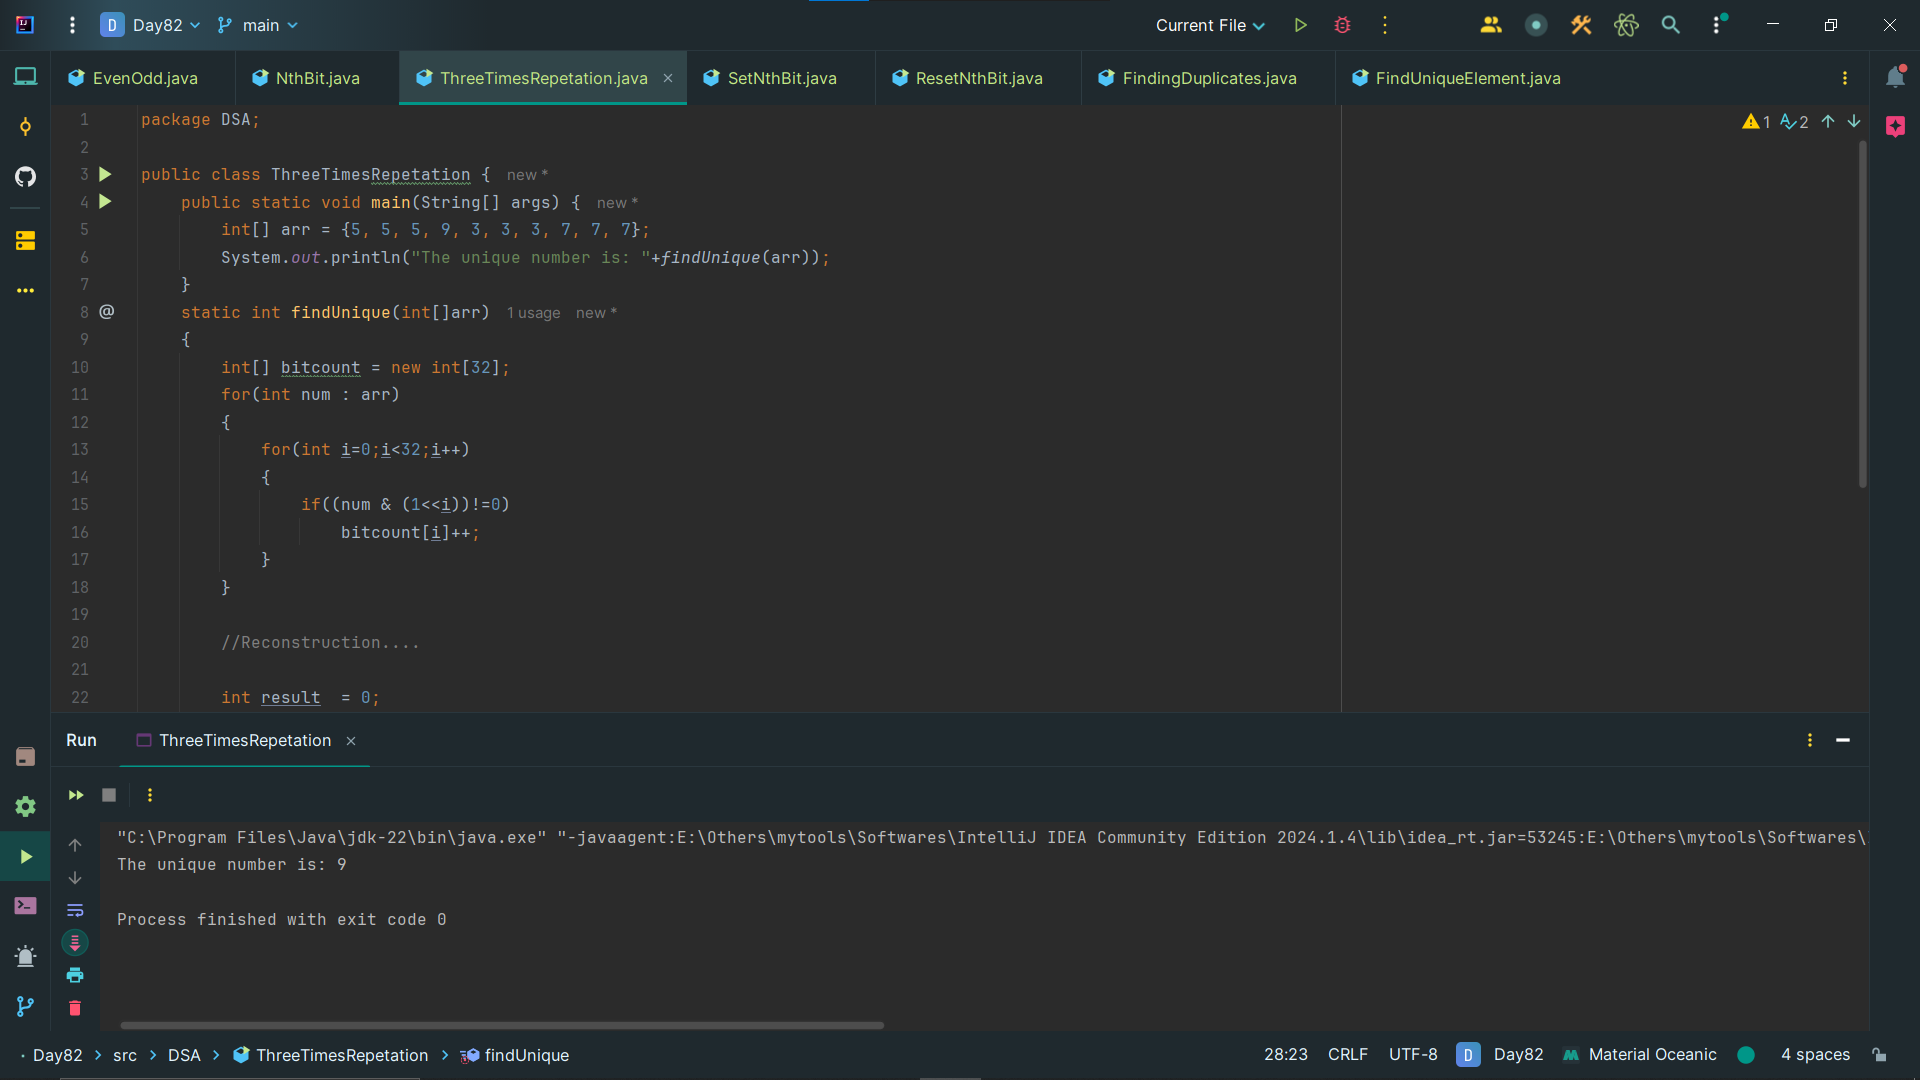 D Day82 main Current File
EvenOdd.java NthBit.java ThreeTimesRepetation.java SetNthBit.java ResetNthBit.java FindingDuplicates.java FindUniqueElement.java
1 package DSA; 1 2
2
3 public class ThreeTimesRepetation { new *
4 public static void main(String[] args) { new *
5 int[] arr = {5, 5, 5, 9, 3, 3, 3, 7, 7, 7};
6 System.out.println("The unique number is: "+findUnique(arr));
7 }
8 @ static int findUnique(int[]arr) 1 usage new *
9 {
10 int[] bitcount = new int[32];
11 for(int num : arr)
12 {
13 for(int i=0;i<32;i++)
14 {
15 if((num & (1<<i))!=0)
16 bitcount[i]++;
17 }
18 }
19
20 //Reconstruction....
21
22 int result  = 0;
Run ThreeTimesRepetation
"C:\Program Files\Java\jdk-22\bin\java.exe" "-javaagent:E:\Others\mytools\Softwares\IntelliJ IDEA Community Edition 2024.1.4\lib\idea_rt.jar=53245:E:\Others\mytools\Softwares\
The unique number is: 9
Process finished with exit code 0
Day82 > src > DSA > ThreeTimesRepetation > findUnique 28:23 CRLF UTF-8 D Day82 Material Oceanic 4 spaces